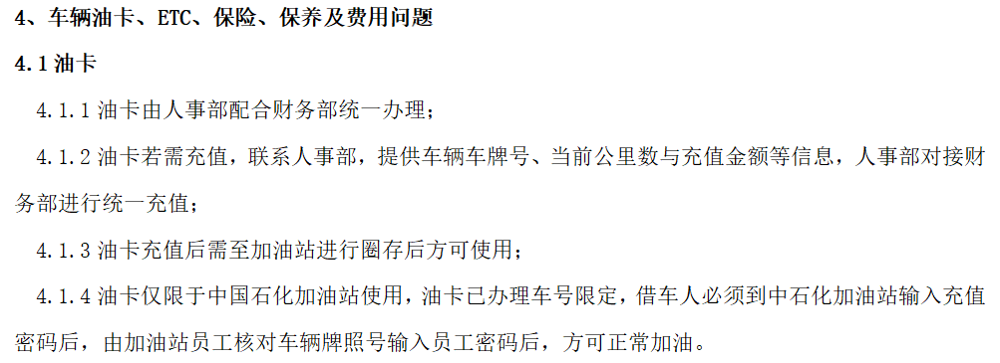 4、车辆油卡、ETC、保险、保养及费用问题
4.1油卡
4.1.1油卡由人事部配合财务部统一办理；
4.1.2油卡若需充值，联系人事部，提供车辆车牌号、当前公里数与充值金额等信息，人事部对接财
务部进行统一充值；
4.1.3油卡充值后需至加油站进行圈存后方可使用；
4.1.4油卡仅限于中国石化加油站使用，油卡已办理车号限定，借车人必须到中石化加油站输入充值
密码后，由加油站员工核对车辆牌照号输入员工密码后，方可正常加油。